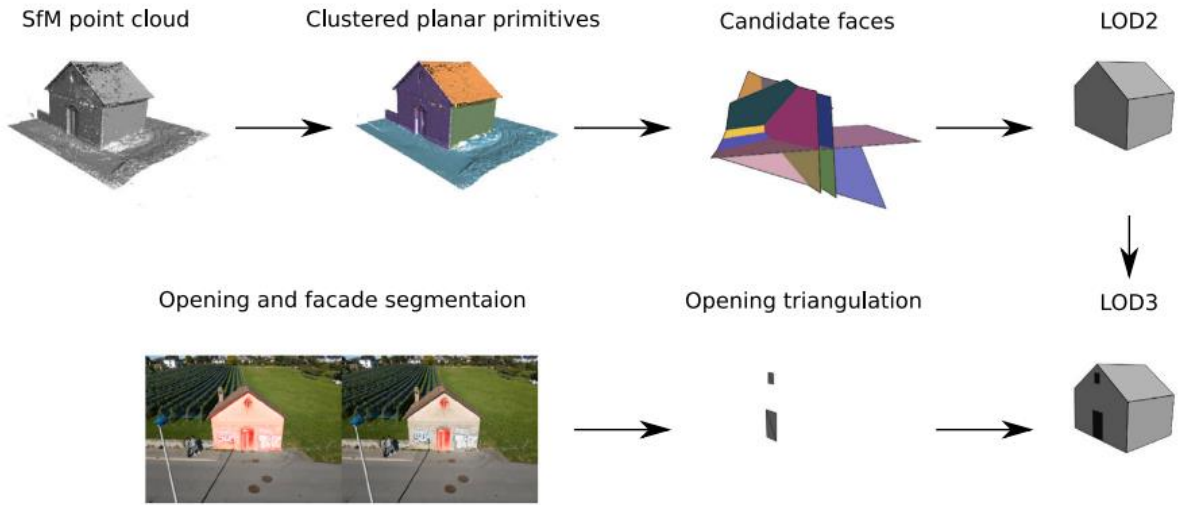 SfM point cloud
Clustered planar primitives
Candidate faces
LOD2
Opening and facade segmentaion
Opening triangulation
LOD3